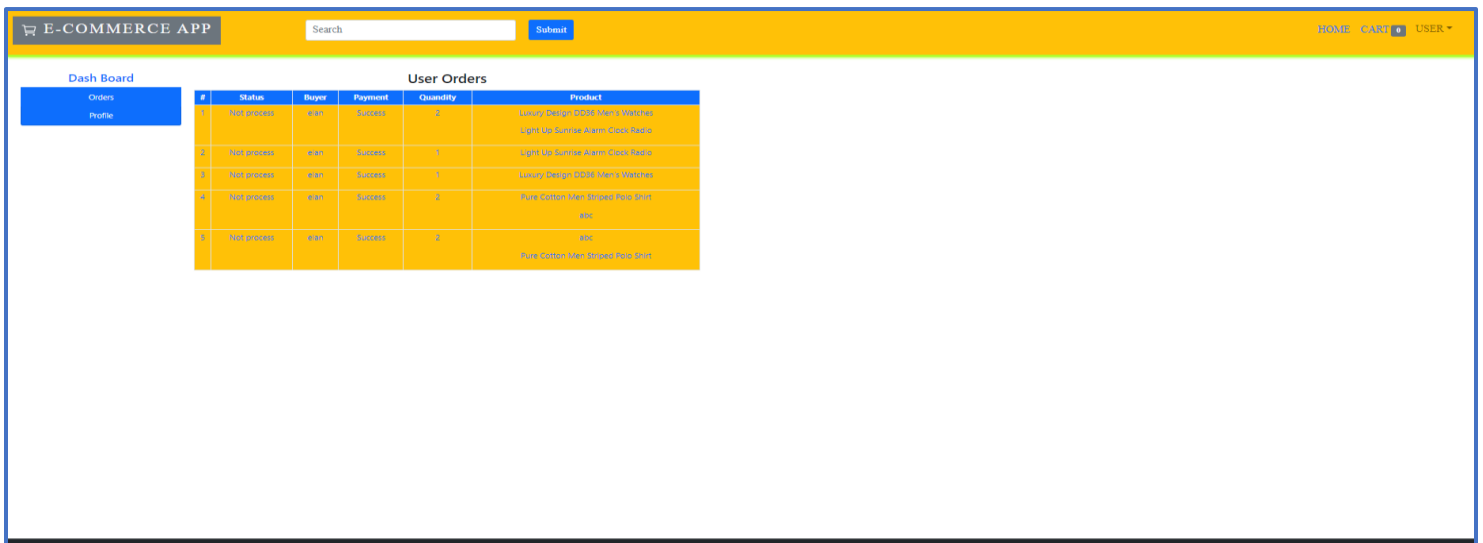 E-COMMERCE APP Search Submit HOME CART 0 USER
Dash Board
Orders
Profile
User Orders
# Status Buyer Payment Quandity Product
1 Not process elan Success 2 Luxury Design DD36 Men's Watches
Light Up Sunrise Alarm Clock Radio
2 Not process elan Success 1 Light Up Sunrise Alarm Clock Radio
3 Not process elan Success 1 Luxury Design DD36 Men's Watches
4 Not process elan Success 2 Pure Cotton Men Striped Polo Shirt
abc
5 Not process elan Success 2 abc
Pure Cotton Men Striped Polo Shirt